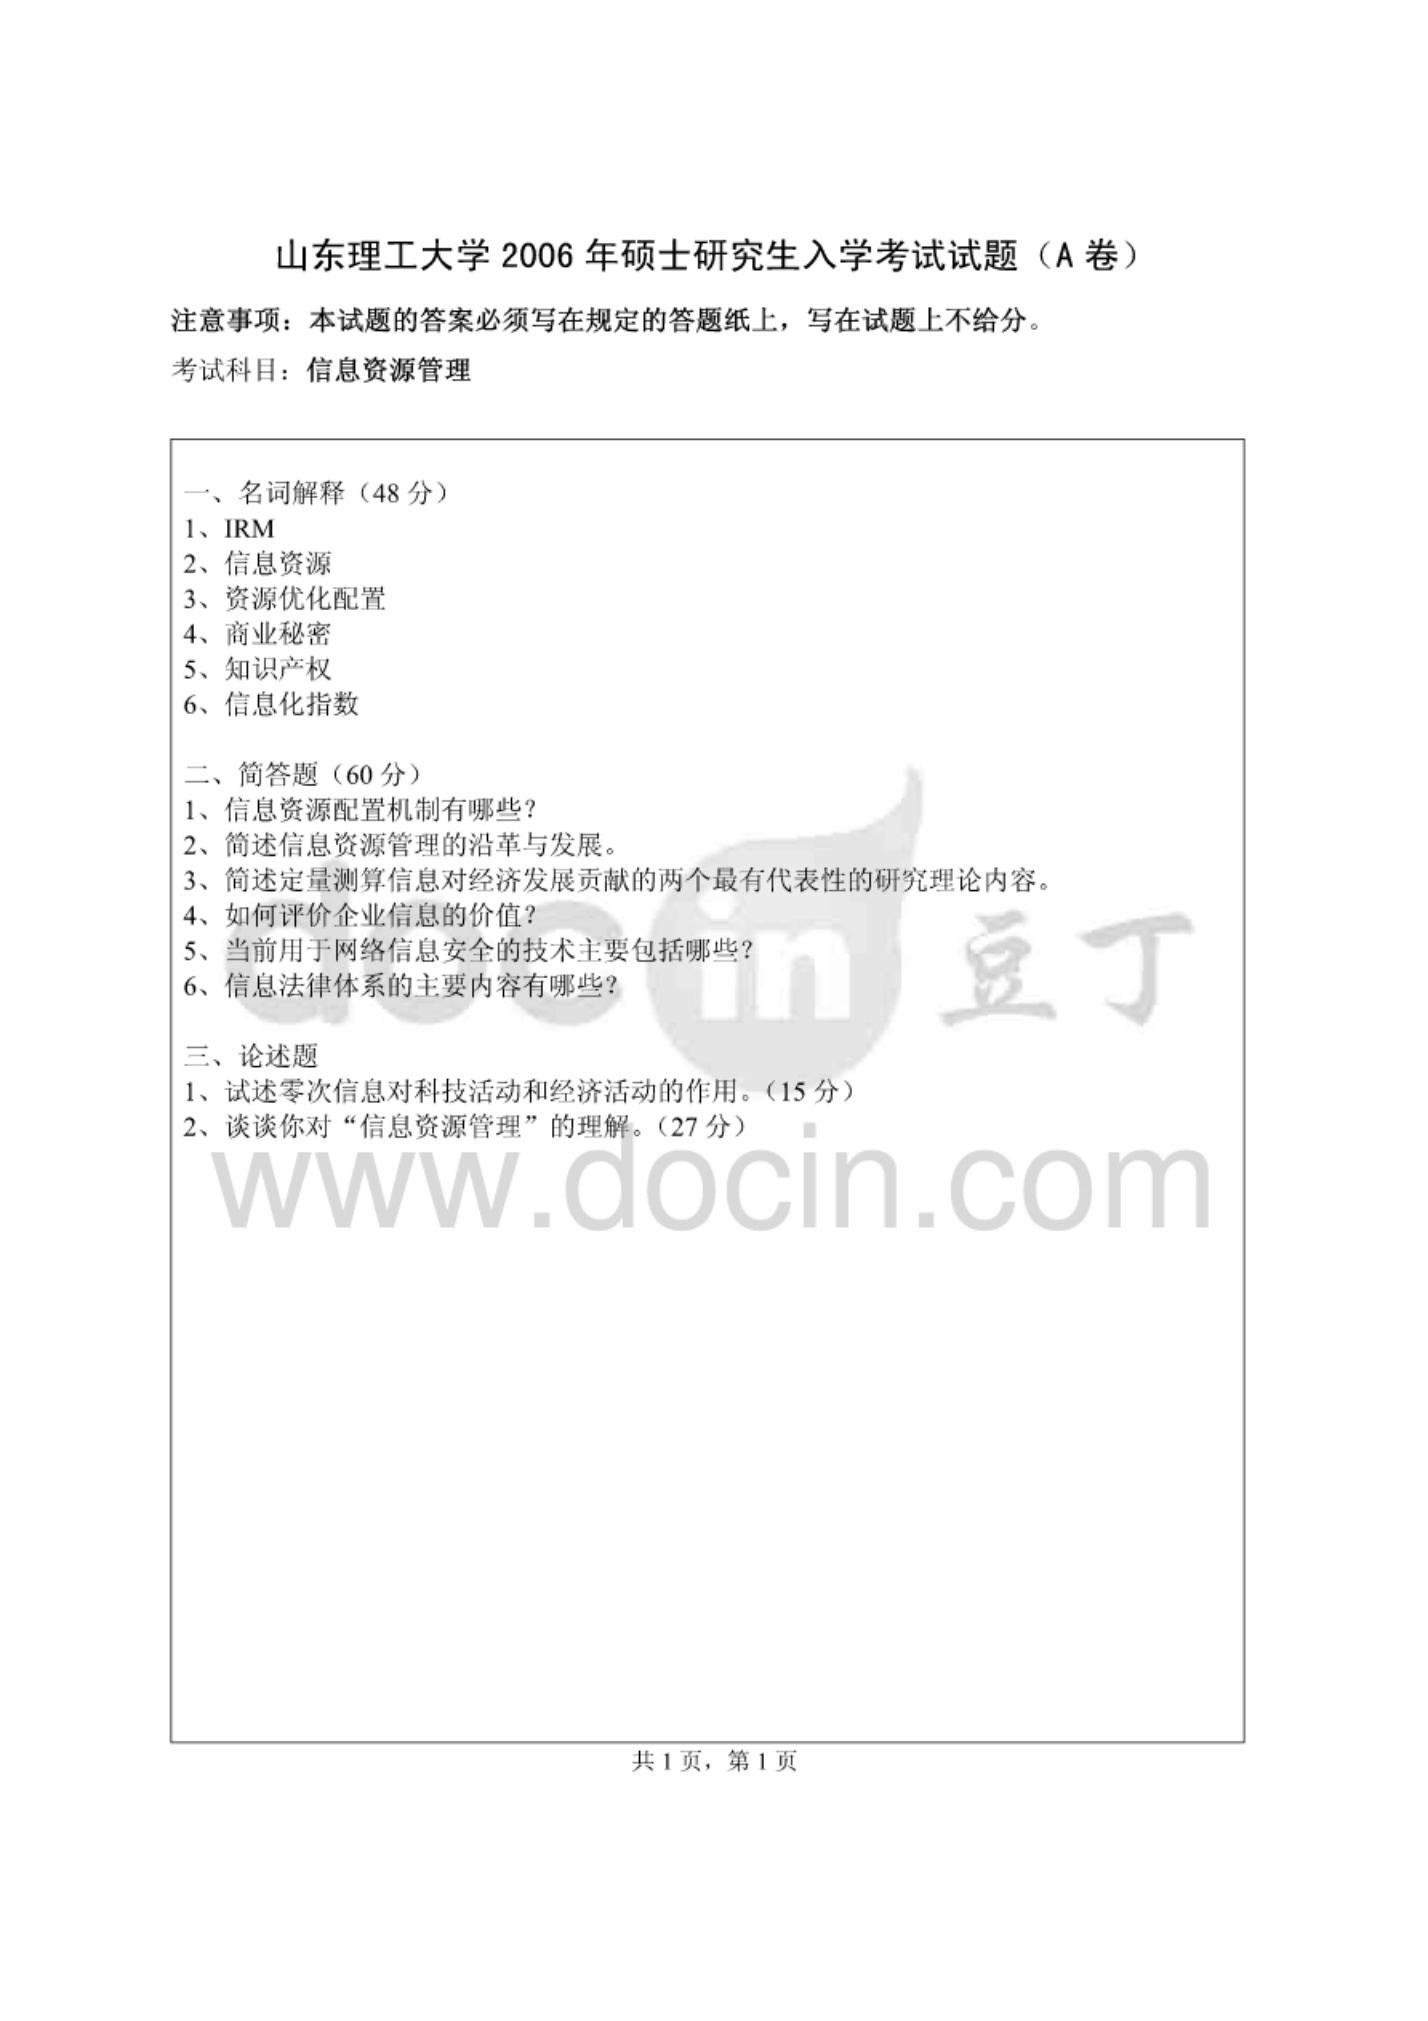 山东理工大学 2006 年硕士研究生入学考试试题（A 卷）
注意事项：本试题的答案必须写在规定的答题纸上，写在试题上不给分。
考试科目：信息资源管理
一、名词解释（48 分）
1、IRM
2、信息资源
3、资源优化配置
4、商业秘密
5、知识产权
6、信息化指数
二、简答题（60 分）
1、信息资源配置机制有哪些？
2、简述信息资源管理的沿革与发展。
3、简述定量测算信息对经济发展贡献的两个最有代表性的研究理论内容。
4、如何评价企业信息的价值？
5、当前用于网络信息安全的技术主要包括哪些？
6、信息法律体系的主要内容有哪些？
三、论述题
1、试述零次信息对科技活动和经济活动的作用。（15 分）
2、谈谈你对“信息资源管理”的理解。（27 分）
docin 豆丁
www.docin.com
共 1 页，第 1 页